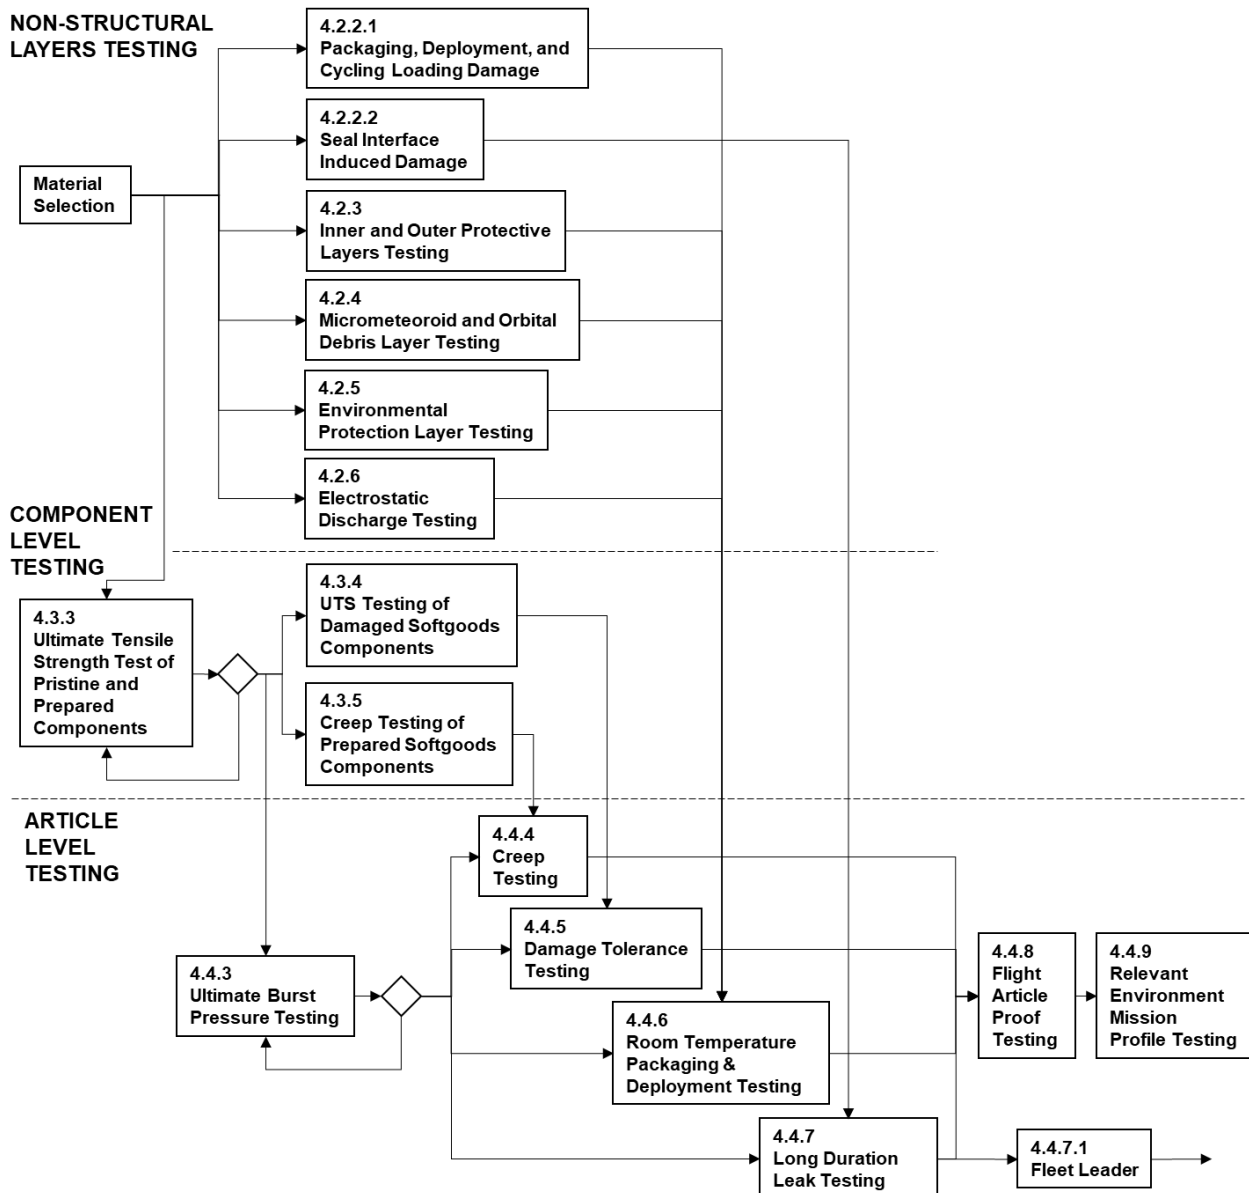 NON-STRUCTURAL
LAYERS TESTING
4.2.2.1
Packaging, Deployment, and
Cycling Loading Damage
4.2.2.2
Seal Interface
Induced Damage
Material
Selection
4.2.3
Inner and Outer Protective
Layers Testing
4.2.4
Micrometeoroid and Orbital
Debris Layer Testing
4.2.5
Environmental
Protection Layer Testing
4.2.6
Electrostatic
Discharge Testing
COMPONENT
LEVEL
TESTING
4.3.3
Ultimate Tensile
Strength Test of
Pristine and
Prepared
Components
4.3.4
UTS Testing of
Damaged Softgoods
Components
4.3.5
Creep Testing of
Prepared Softgoods
Components
ARTICLE
LEVEL
TESTING
4.4.4
Creep
Testing
4.4.5
Damage Tolerance
Testing
4.4.3
Ultimate Burst
Pressure Testing
4.4.6
Room Temperature
Packaging &
Deployment Testing
4.4.8
Flight
Article
Proof
Testing
4.4.9
Relevant
Environment
Mission
Profile Testing
4.4.7
Long Duration
Leak Testing
4.4.7.1
Fleet Leader